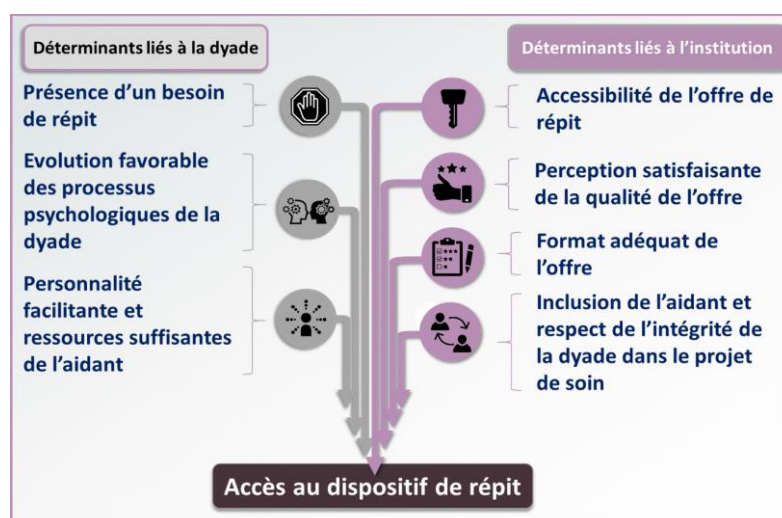 Déterminants liés à la dyade
Présence d'un besoin
de répit
Evolution favorable
des processus
psychologiques de la
dyade
Personnalité
facilitante et
ressources suffisantes
de l'aidant
Déterminants liés à l'institution
Accessibilité de l'offre de
répit
Perception satisfaisante
de la qualité de l'offre
Format adéquat de
l'offre
Inclusion de l'aidant et
respect de l'intégrité de
la dyade dans le projet
de soin
Accès au dispositif de répit